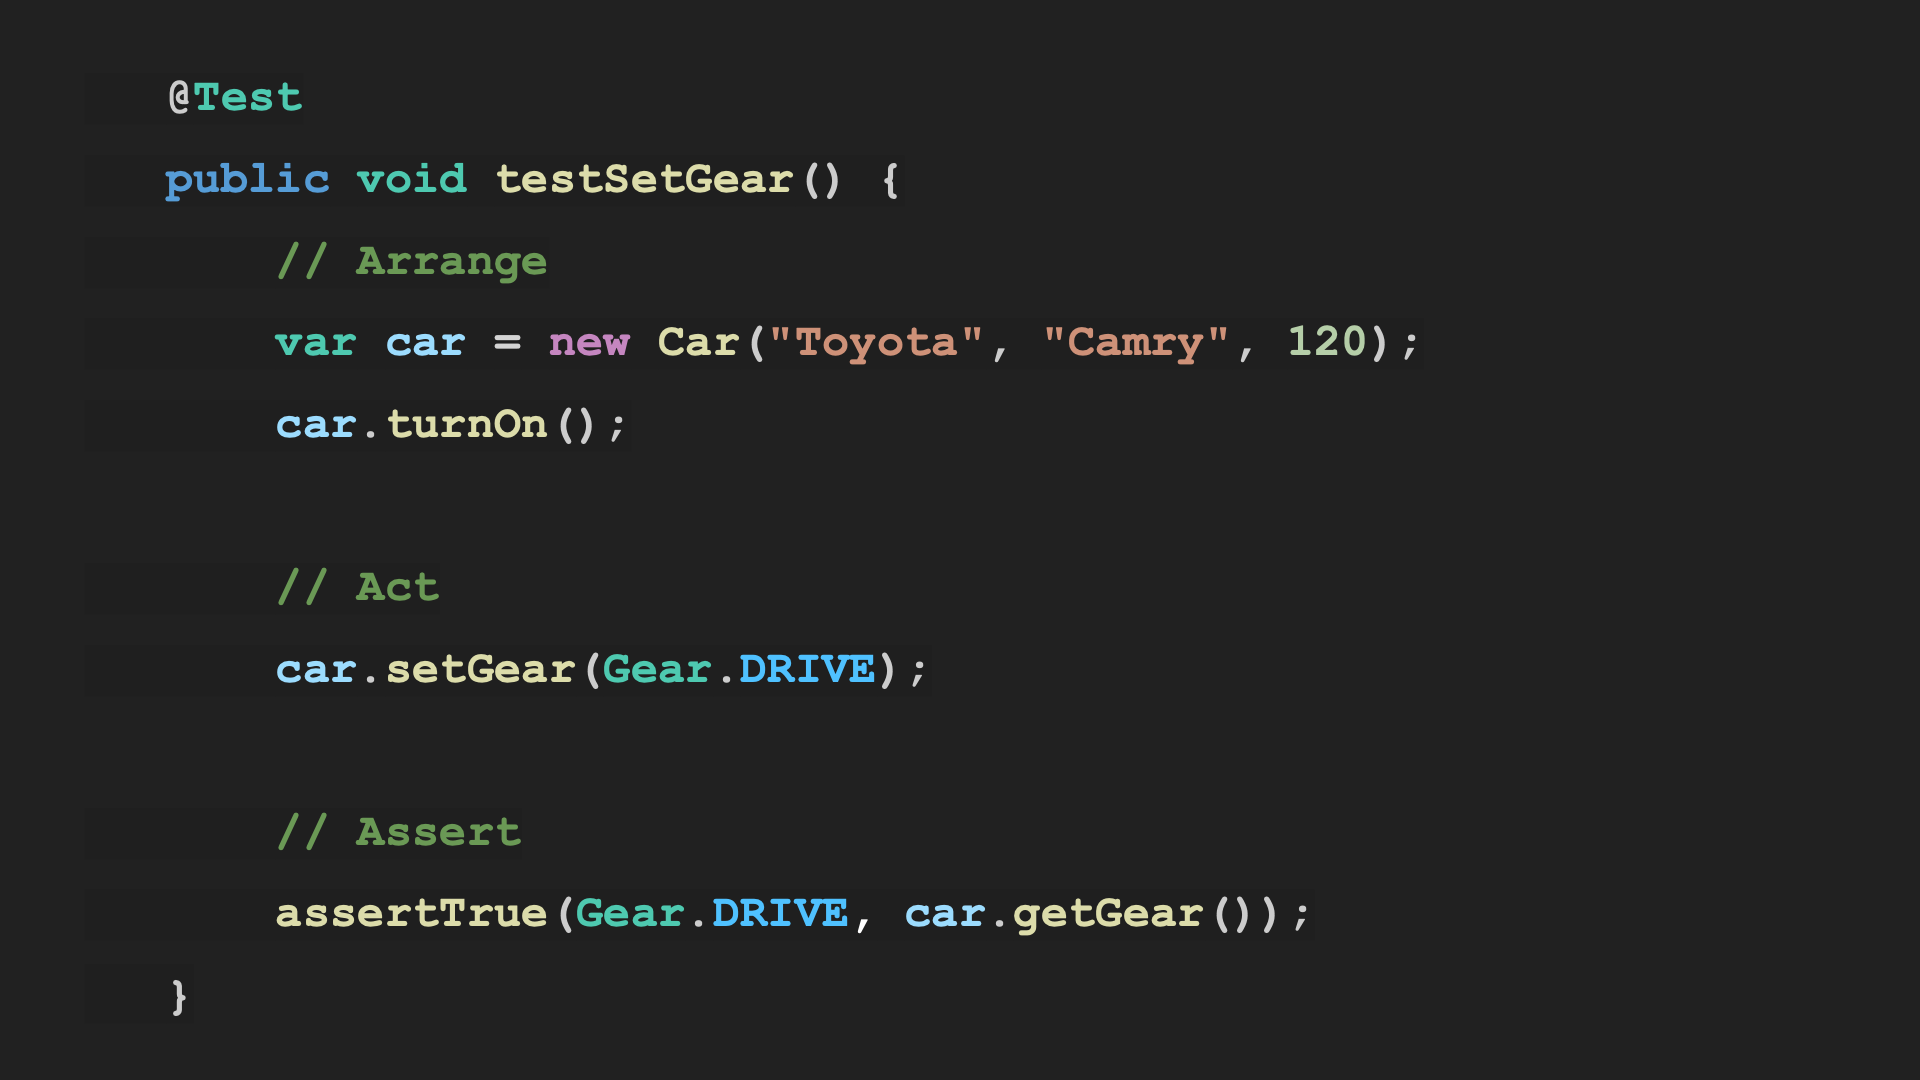 @Test
public void testSetGear() {
// Arrange
var car = new Car("Toyota", "Camry", 120);
car.turnOn();
// Act
car.setGear(Gear.DRIVE);
// Assert
assertTrue(Gear.DRIVE, car.getGear());
}